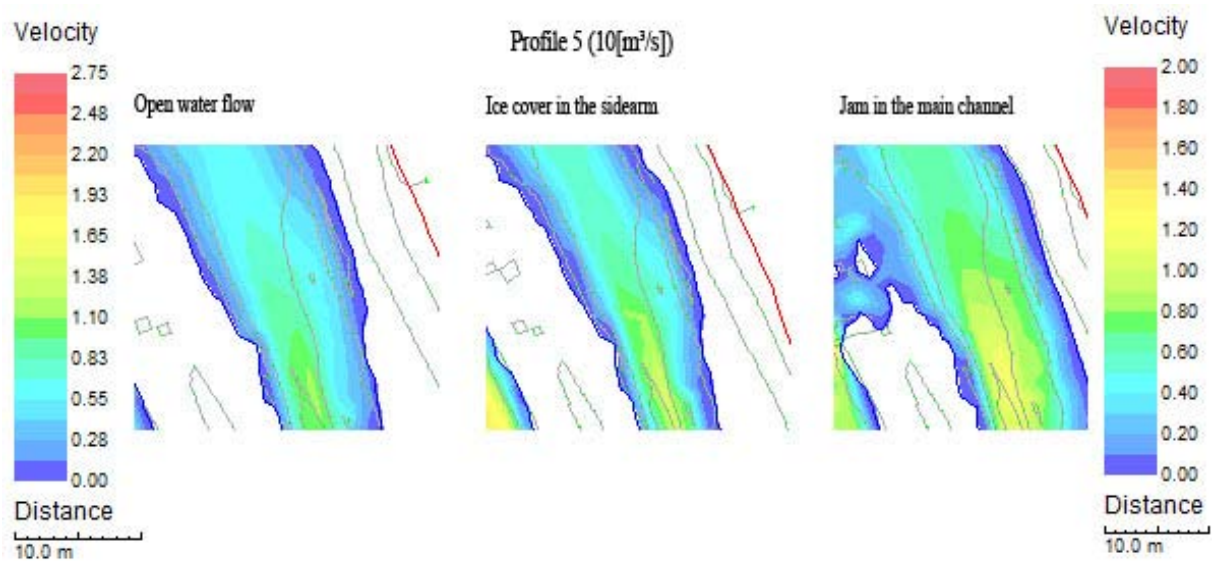 Velocity
Profile 5 (10[m³/s])
Velocity
2.75
2.48
2.20
1.93
1.65
1.38
1.10
0.83
0.55
0.28
0.00
Distance
10.0 m
Open water flow
Ice cover in the sidearm
Jam in the main channel
2.00
1.80
1.60
1.40
1.20
1.00
0.80
0.60
0.40
0.20
0.00
Distance
10.0 m